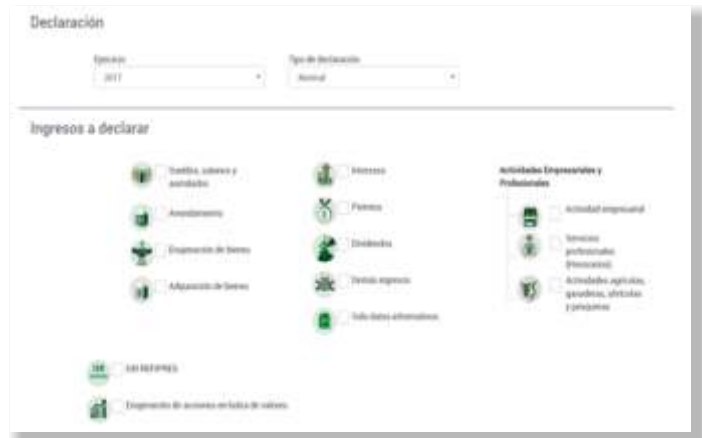 Declaración
Ejercicio
Tipo de declaración
2017
Normal
Ingresos a declarar
Sueldos, salarios y
asimilados
Arrendamiento
Enajenación de bienes
Adquisición de bienes
Intereses
Premios
Dividendos
Demás ingresos
Sólo datos informativos
Actividades Empresariales y
Profesionales
Actividad empresarial
Servicios
profesionales
(Honorarios)
Actividades agrícolas,
ganaderas, silvícolas
y pesqueras
ISR REFIPRES
Enajenación de acciones en bolsa de valores